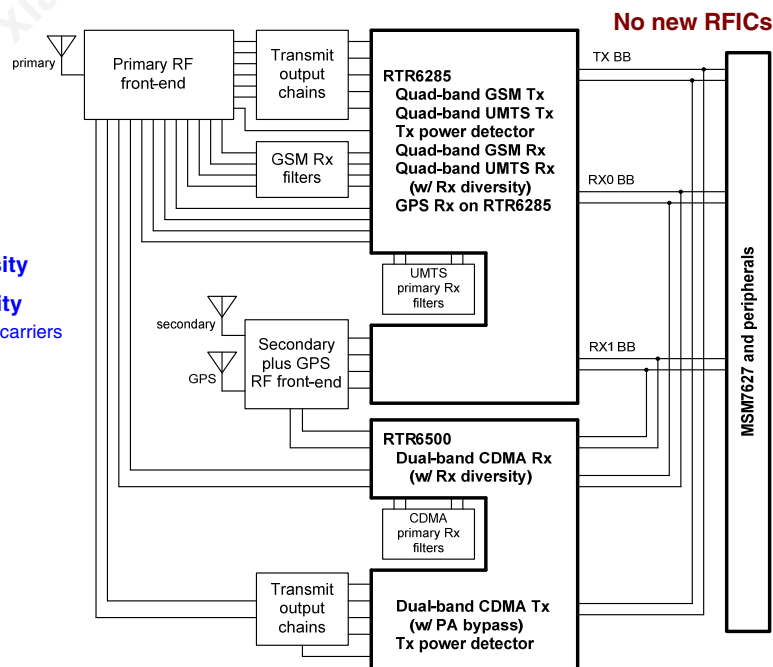 No new RFICs
primary
Primary RF
front-end
Transmit
output
chains
GSM Rx
filters
RTR6285
Quad-band GSM Tx
Quad-band UMTS Tx
Tx power detector
Quad-band GSM Rx
Quad-band UMTS Rx
(w/ Rx diversity)
GPS Rx on RTR6285
TX BB
RX0 BB
RX1 BB
MSM7627 and peripherals
UMTS
primary Rx
filters
carriers
secondary
GPS
Secondary
plus GPS
RF front-end
RTR6500
Dual-band CDMA Rx
(w/ Rx diversity)
CDMA
primary Rx
filters
Transmit
output
chains
Dual-band CDMA Tx
(w/ PA bypass)
Tx power detector